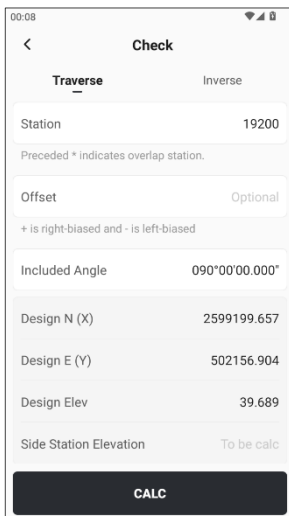 00:08
Check
Traverse Inverse
Station 19200
Preceded * indicates overlap station.
Offset Optional
+ is right-biased and - is left-biased
Included Angle 090°00'00.000"
Design N (X) 2599199.657
Design E (Y) 502156.904
Design Elev 39.689
Side Station Elevation To be calc
CALC